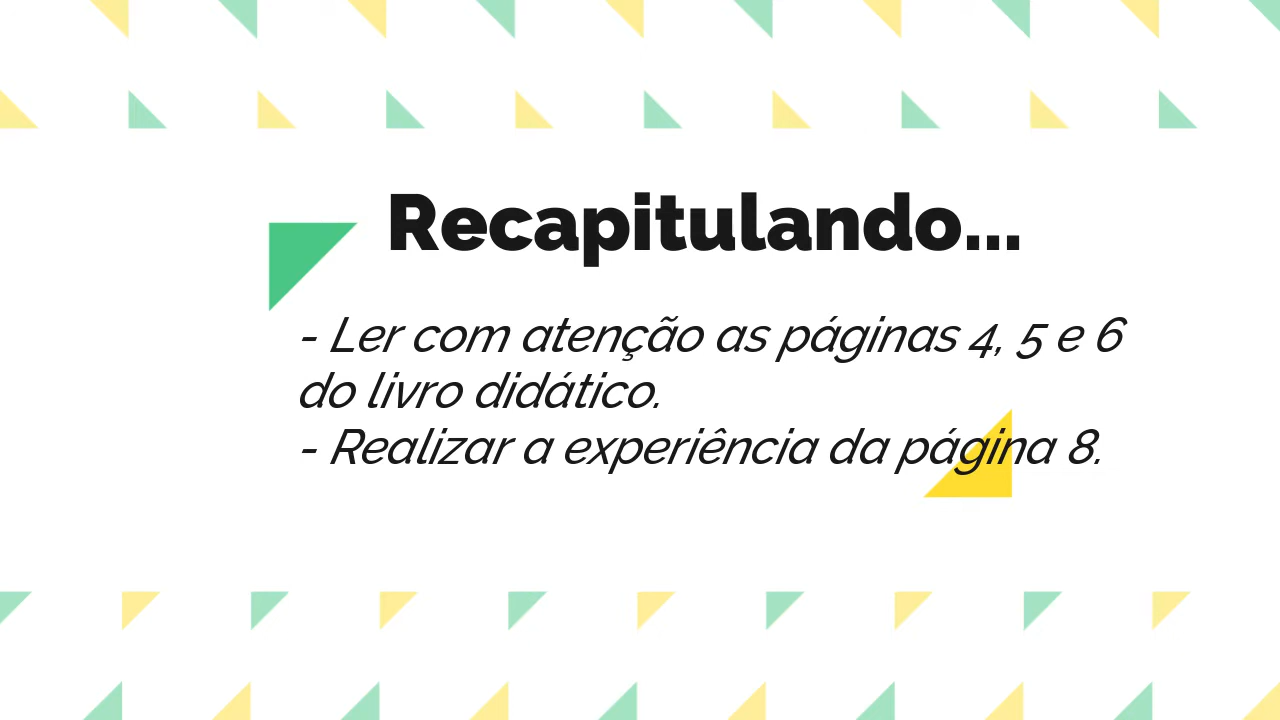 Recapitulando...
- Ler com atenção as páginas 4, 5 e 6
do livro didático.
- Realizar a experiência da página 8.